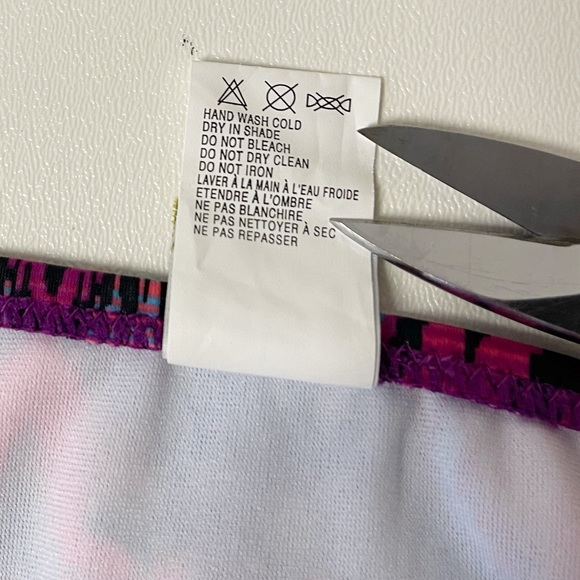 HAND WASH COLD
DRY IN SHADE
DO NOT BLEACH
DO NOT DRY CLEAN
DO NOT IRON
LAVER À LA MAIN À L'EAU FROIDE
ETENDRE À L'OMBRE
NE PAS BLANCHIRE
NE PAS NETTOYER À SEC
NE PAS REPASSER